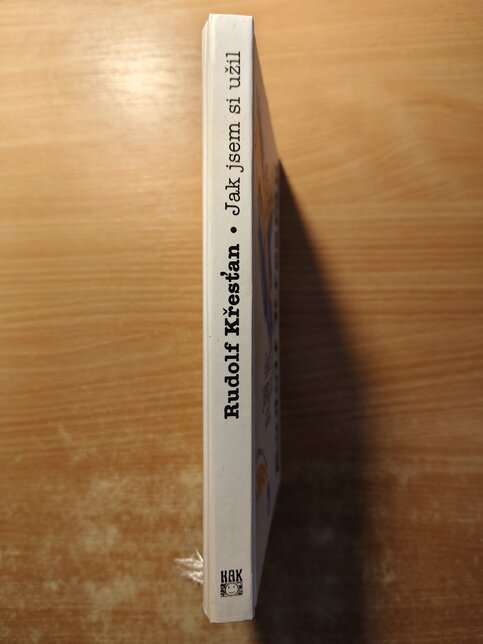 Rudolf Křesťan • Jak jsem si užil
HAK